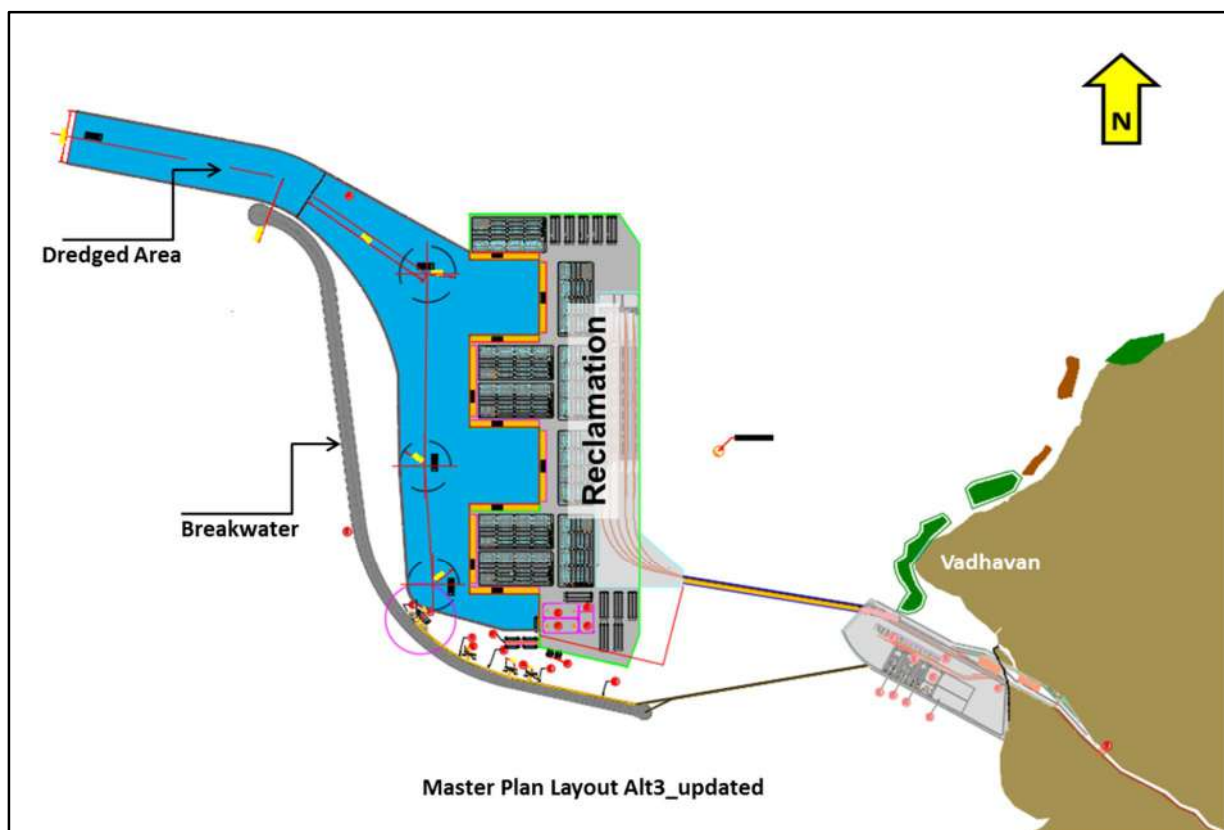 N
Dredged Area
Reclamation
Breakwater
Vadhavan
Master Plan Layout Alt3_updated